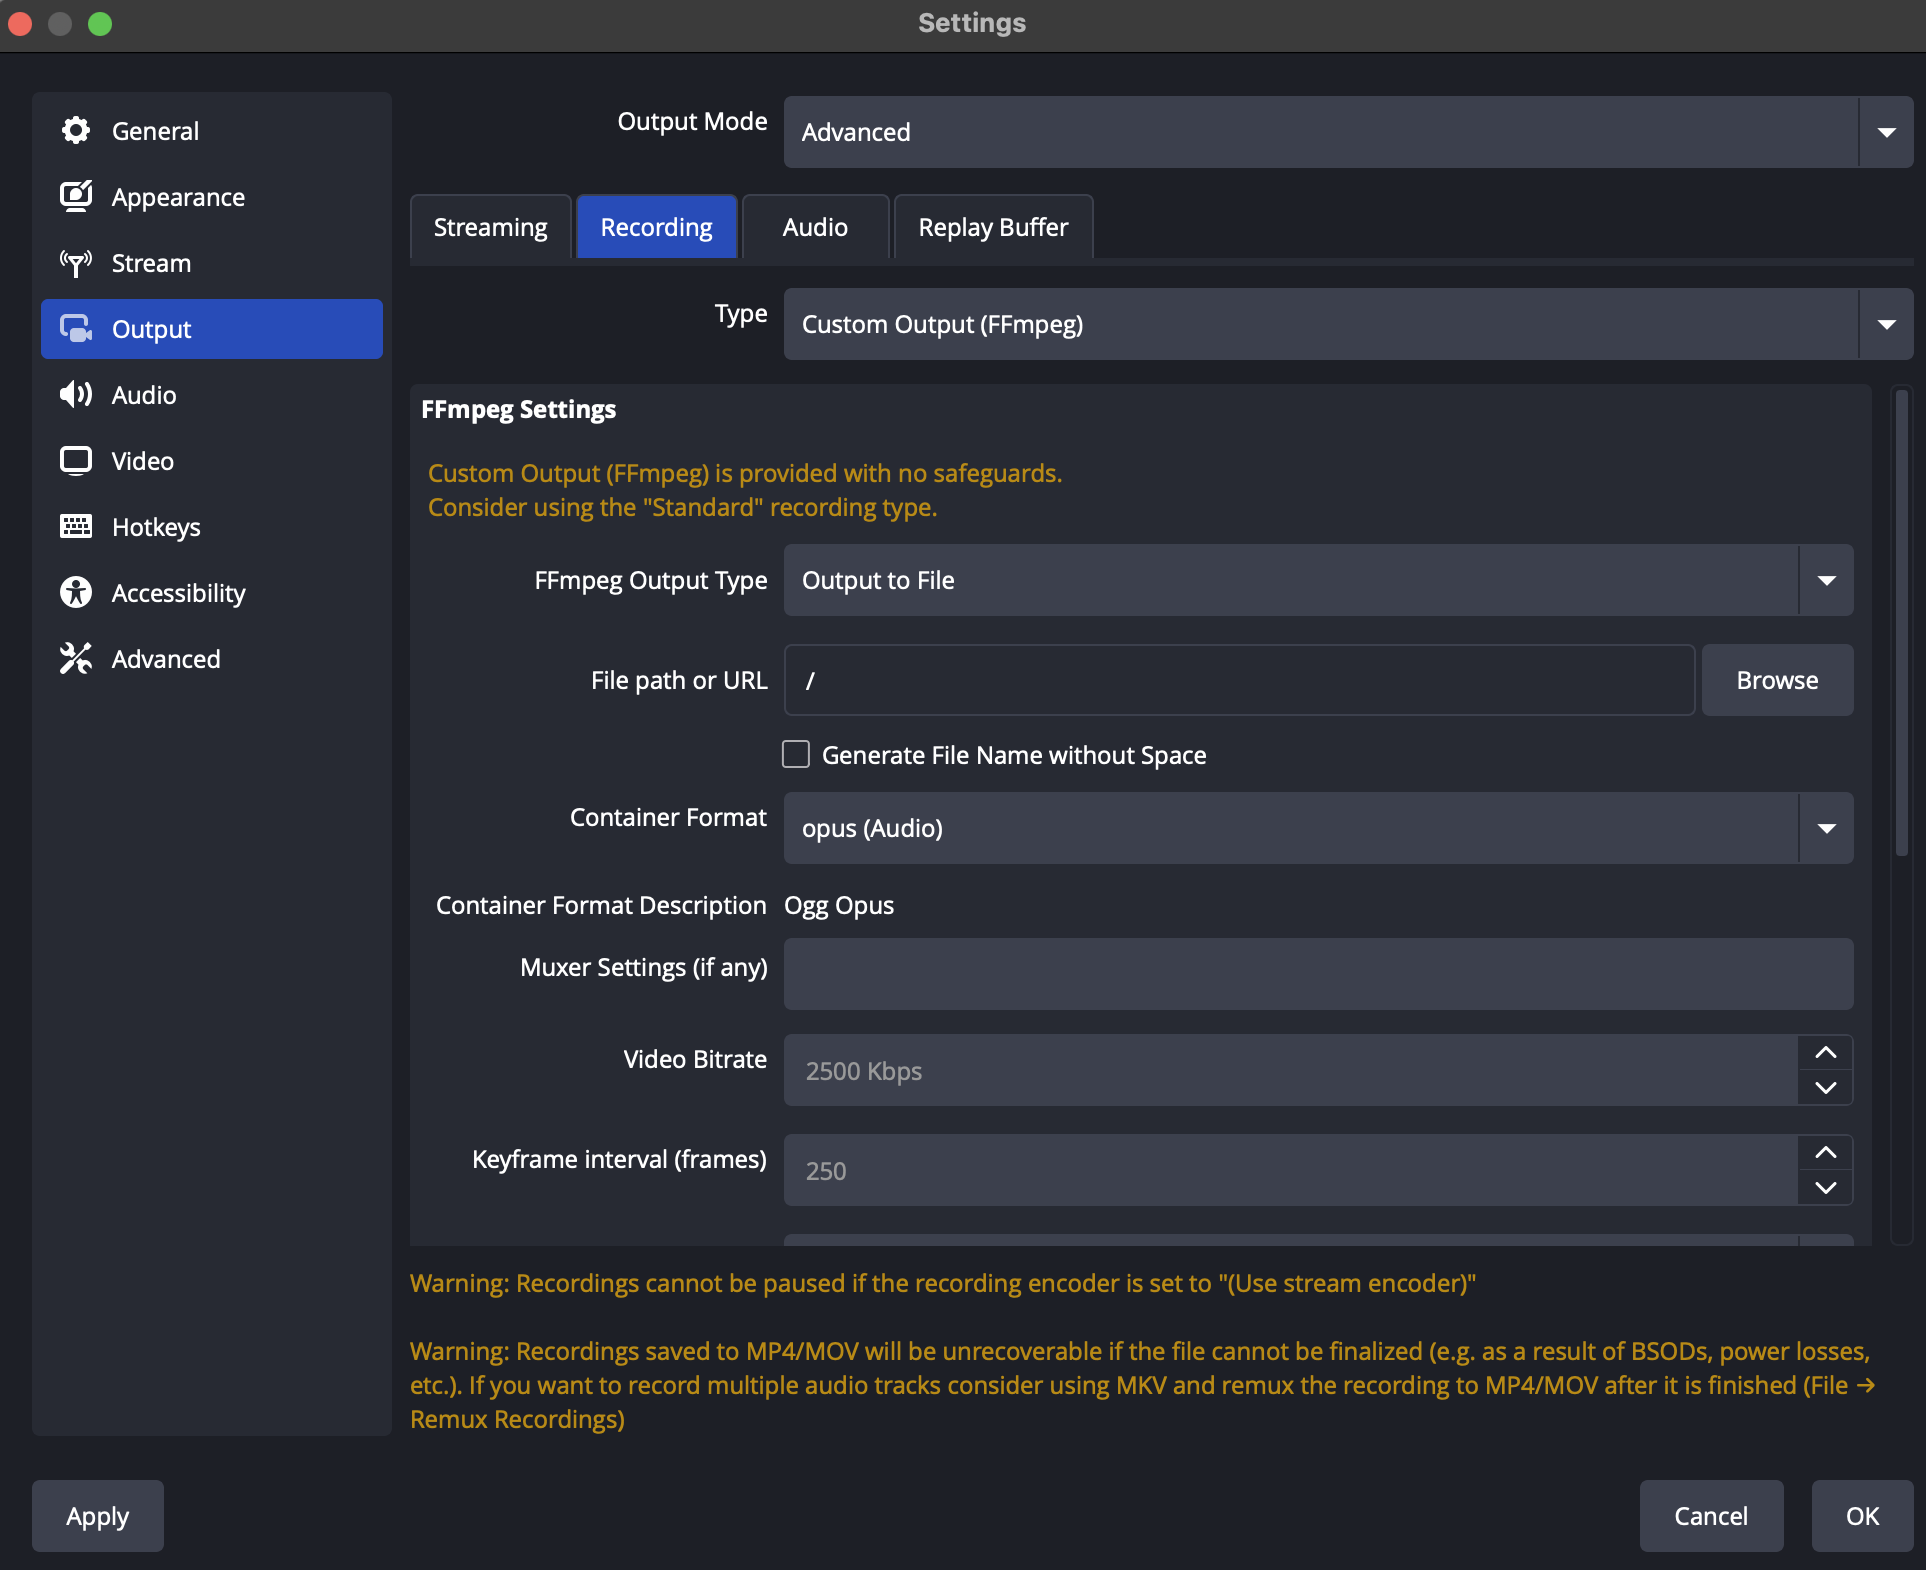 Settings
General
Appearance
Stream
Output
Audio
Video
Hotkeys
Accessibility
Advanced
Output Mode
Advanced
Streaming
Recording
Audio
Replay Buffer
Type
Custom Output (FFmpeg)
FFmpeg Settings
Custom Output (FFmpeg) is provided with no safeguards.
Consider using the "Standard" recording type.
FFmpeg Output Type
Output to File
File path or URL
/
Browse
Generate File Name without Space
Container Format
opus (Audio)
Container Format Description
Ogg Opus
Muxer Settings (if any)
Video Bitrate
2500 Kbps
Keyframe interval (frames)
250
Warning: Recordings cannot be paused if the recording encoder is set to "(Use stream encoder)"
Warning: Recordings saved to MP4/MOV will be unrecoverable if the file cannot be finalized (e.g. as a result of BSODs, power losses,
etc.). If you want to record multiple audio tracks consider using MKV and remux the recording to MP4/MOV after it is finished (File →
Remux Recordings)
Apply
Cancel
OK